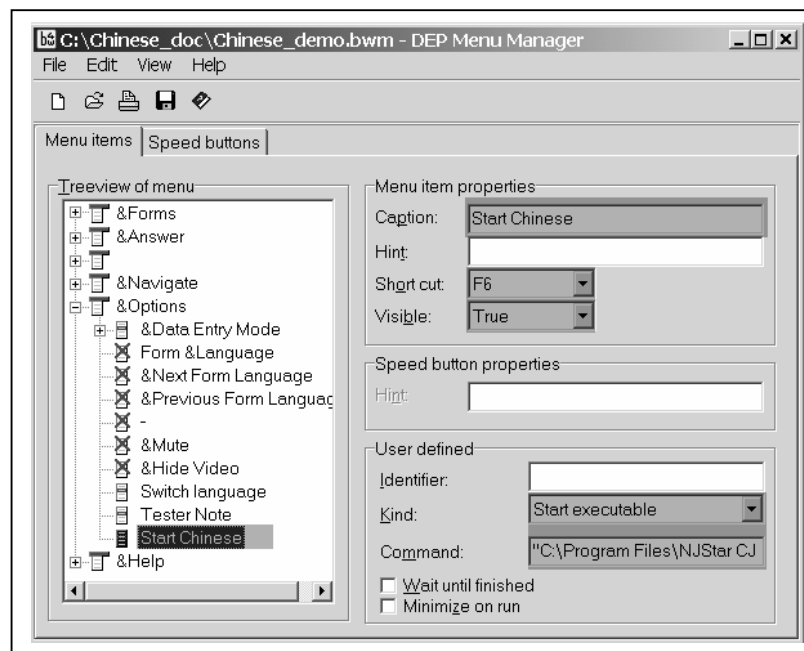 C:\Chinese_doc\Chinese_demo.bwm - DEP Menu Manager
File Edit View Help
Menu items
Speed buttons
Treeview of menu
&Forms
&Answer
&Navigate
&Options
&Data Entry Mode
Form &Language
&Next Form Language
&Previous Form Languag
-
&Mute
&Hide Video
Switch language
Tester Note
Start Chinese
&Help
Menu item properties
Caption: Start Chinese
Hint:
Short cut: F6
Visible: True
Speed button properties
Hint:
User defined
Identifier:
Kind: Start executable
Command: "C:\Program Files\NJStar CJ
Wait until finished
Minimize on run